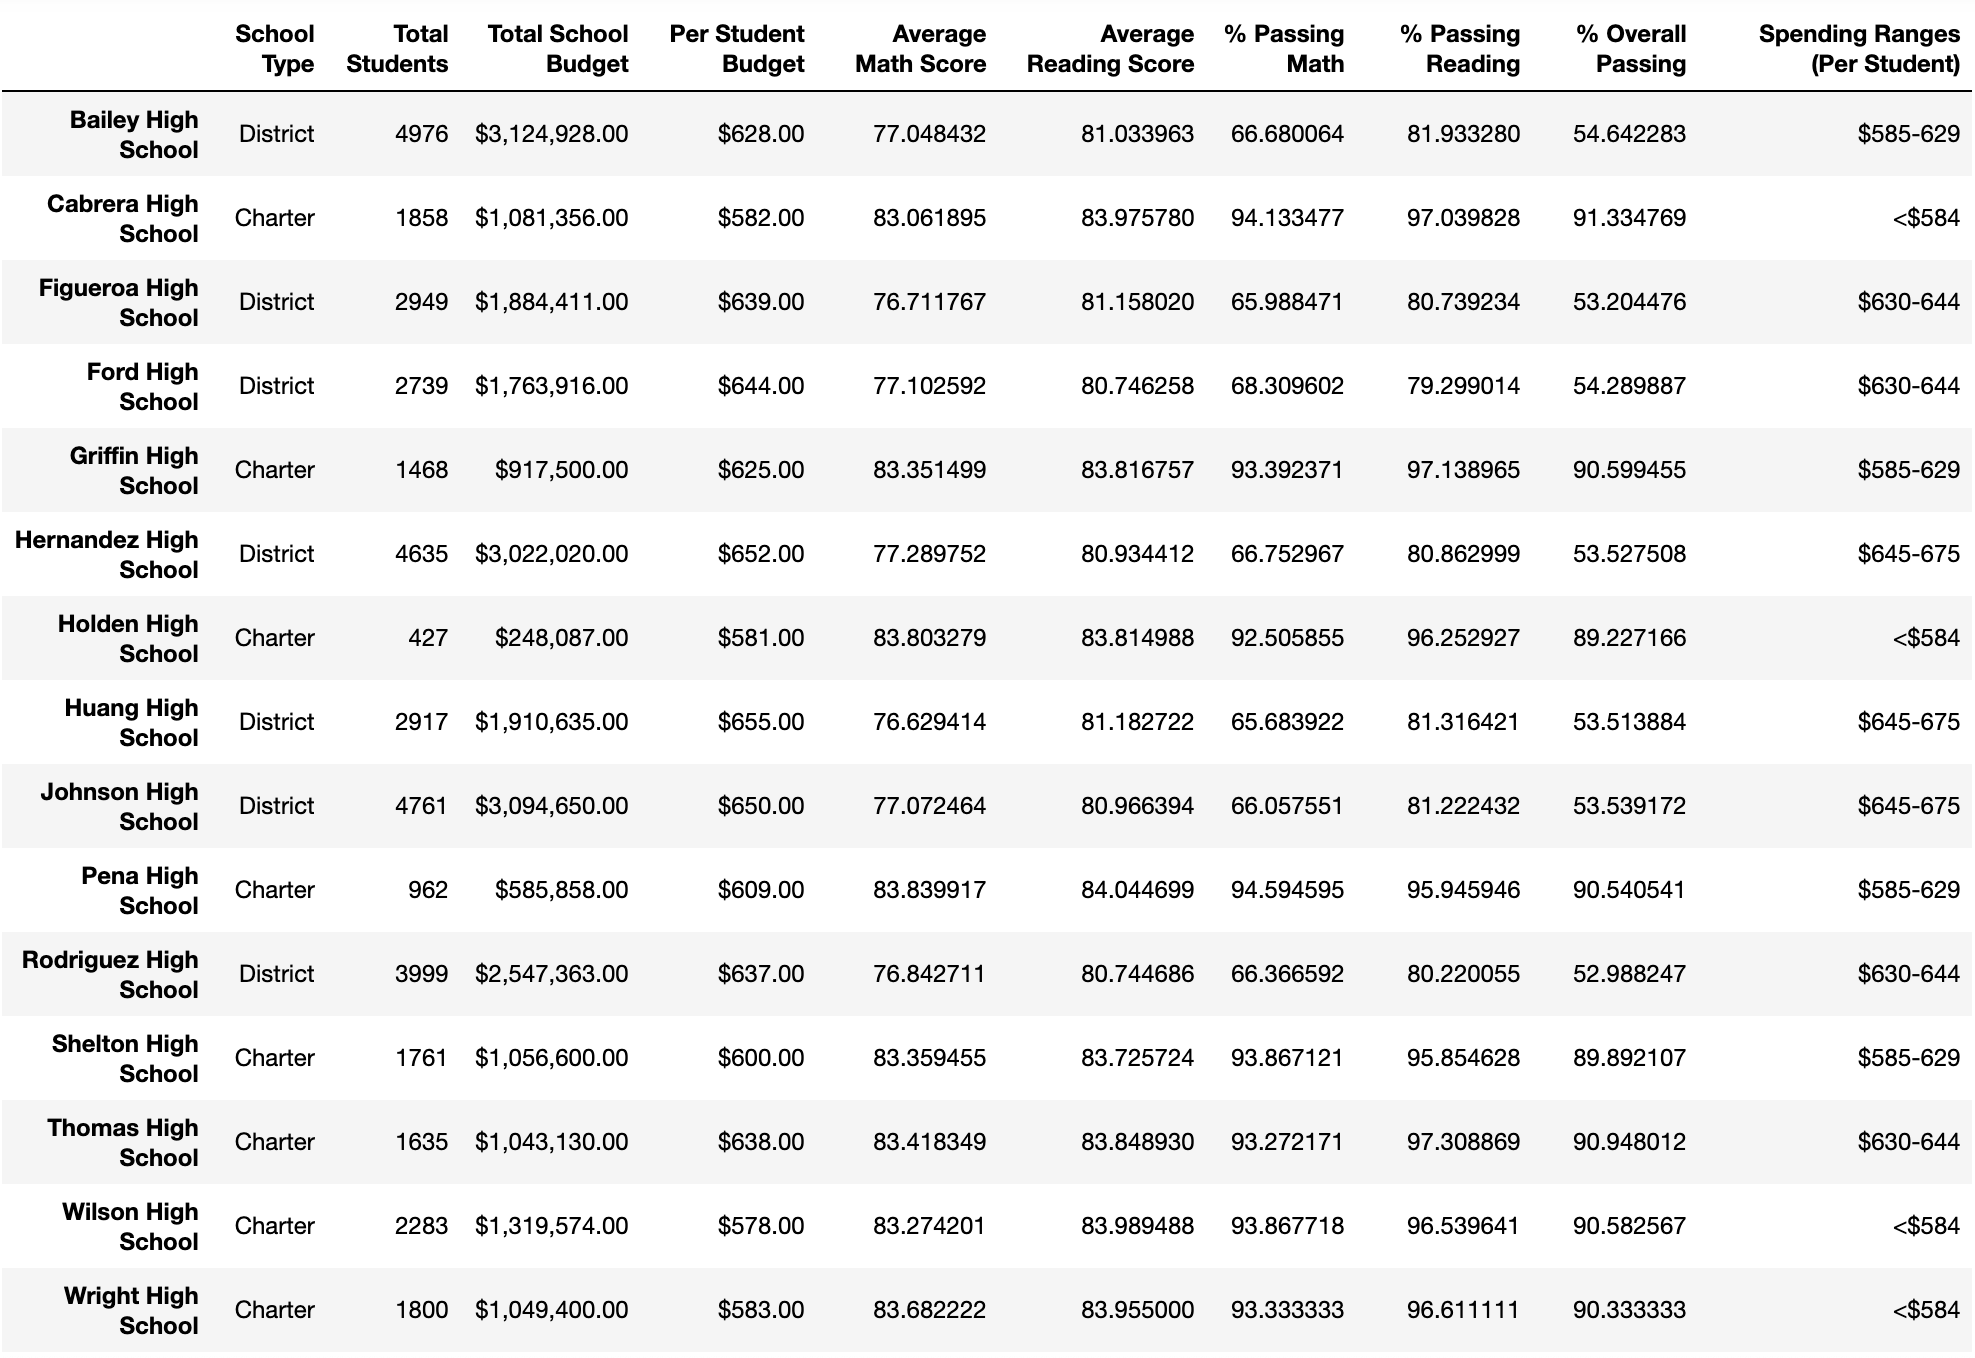 School Type Total Students Total School Budget Per Student Budget Average Math Score Average Reading Score % Passing Math % Passing Reading % Overall Passing Spending Ranges (Per Student)
Bailey High School District 4976 $3,124,928.00 $628.00 77.048432 81.033963 66.680064 81.933280 54.642283 $585-629
Cabrera High School Charter 1858 $1,081,356.00 $582.00 83.061895 83.975780 94.133477 97.039828 91.334769 <$584
Figueroa High School District 2949 $1,884,411.00 $639.00 76.711767 81.158020 65.988471 80.739234 53.204476 $630-644
Ford High School District 2739 $1,763,916.00 $644.00 77.102592 80.746258 68.309602 79.299014 54.289887 $630-644
Griffin High School Charter 1468 $917,500.00 $625.00 83.351499 83.816757 93.392371 97.138965 90.599455 $585-629
Hernandez High School District 4635 $3,022,020.00 $652.00 77.289752 80.934412 66.752967 80.862999 53.527508 $645-675
Holden High School Charter 427 $248,087.00 $581.00 83.803279 83.814988 92.505855 96.252927 89.227166 <$584
Huang High School District 2917 $1,910,635.00 $655.00 76.629414 81.182722 65.683922 81.316421 53.513884 $645-675
Johnson High School District 4761 $3,094,650.00 $650.00 77.072464 80.966394 66.057551 81.222432 53.539172 $645-675
Pena High School Charter 962 $585,858.00 $609.00 83.839917 84.044699 94.594595 95.945946 90.540541 $585-629
Rodriguez High School District 3999 $2,547,363.00 $637.00 76.842711 80.744686 66.366592 80.220055 52.988247 $630-644
Shelton High School Charter 1761 $1,056,600.00 $600.00 83.359455 83.725724 93.867121 95.854628 89.892107 $585-629
Thomas High School Charter 1635 $1,043,130.00 $638.00 83.418349 83.848930 93.272171 97.308869 90.948012 $630-644
Wilson High School Charter 2283 $1,319,574.00 $578.00 83.274201 83.989488 93.867718 96.539641 90.582567 <$584
Wright High School Charter 1800 $1,049,400.00 $583.00 83.682222 83.955000 93.333333 96.611111 90.333333 <$584